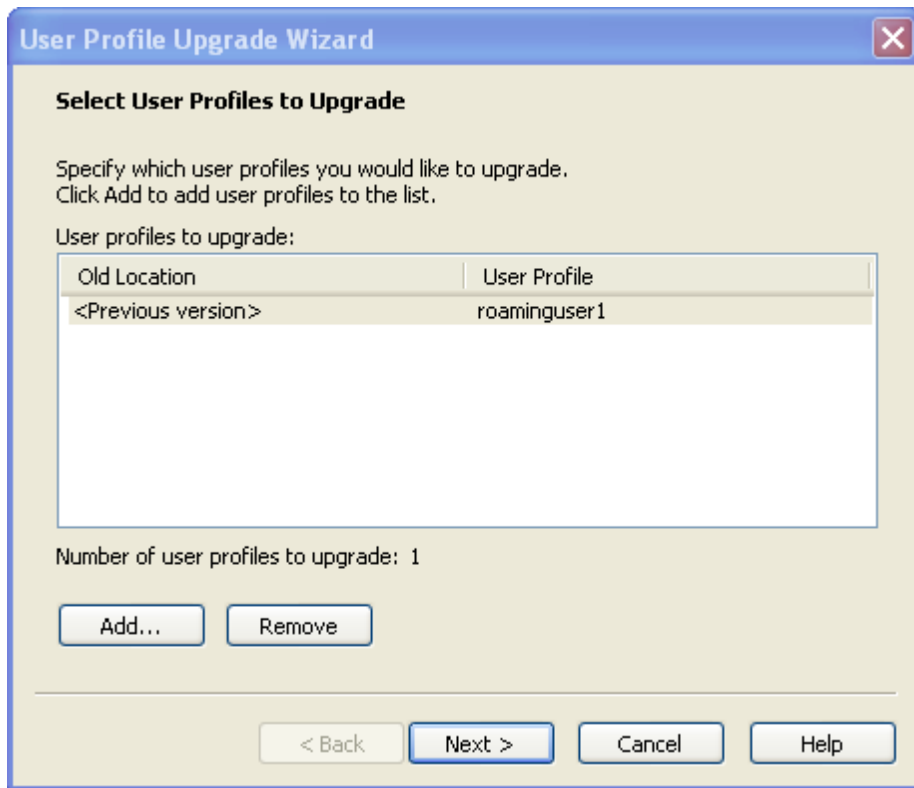 User Profile Upgrade Wizard
Select User Profiles to Upgrade
Specify which user profiles you would like to upgrade.
Click Add to add user profiles to the list.
User profiles to upgrade:
Old Location User Profile
<Previous version> roaminguser1
Number of user profiles to upgrade: 1
Add... Remove
< Back Next > Cancel Help